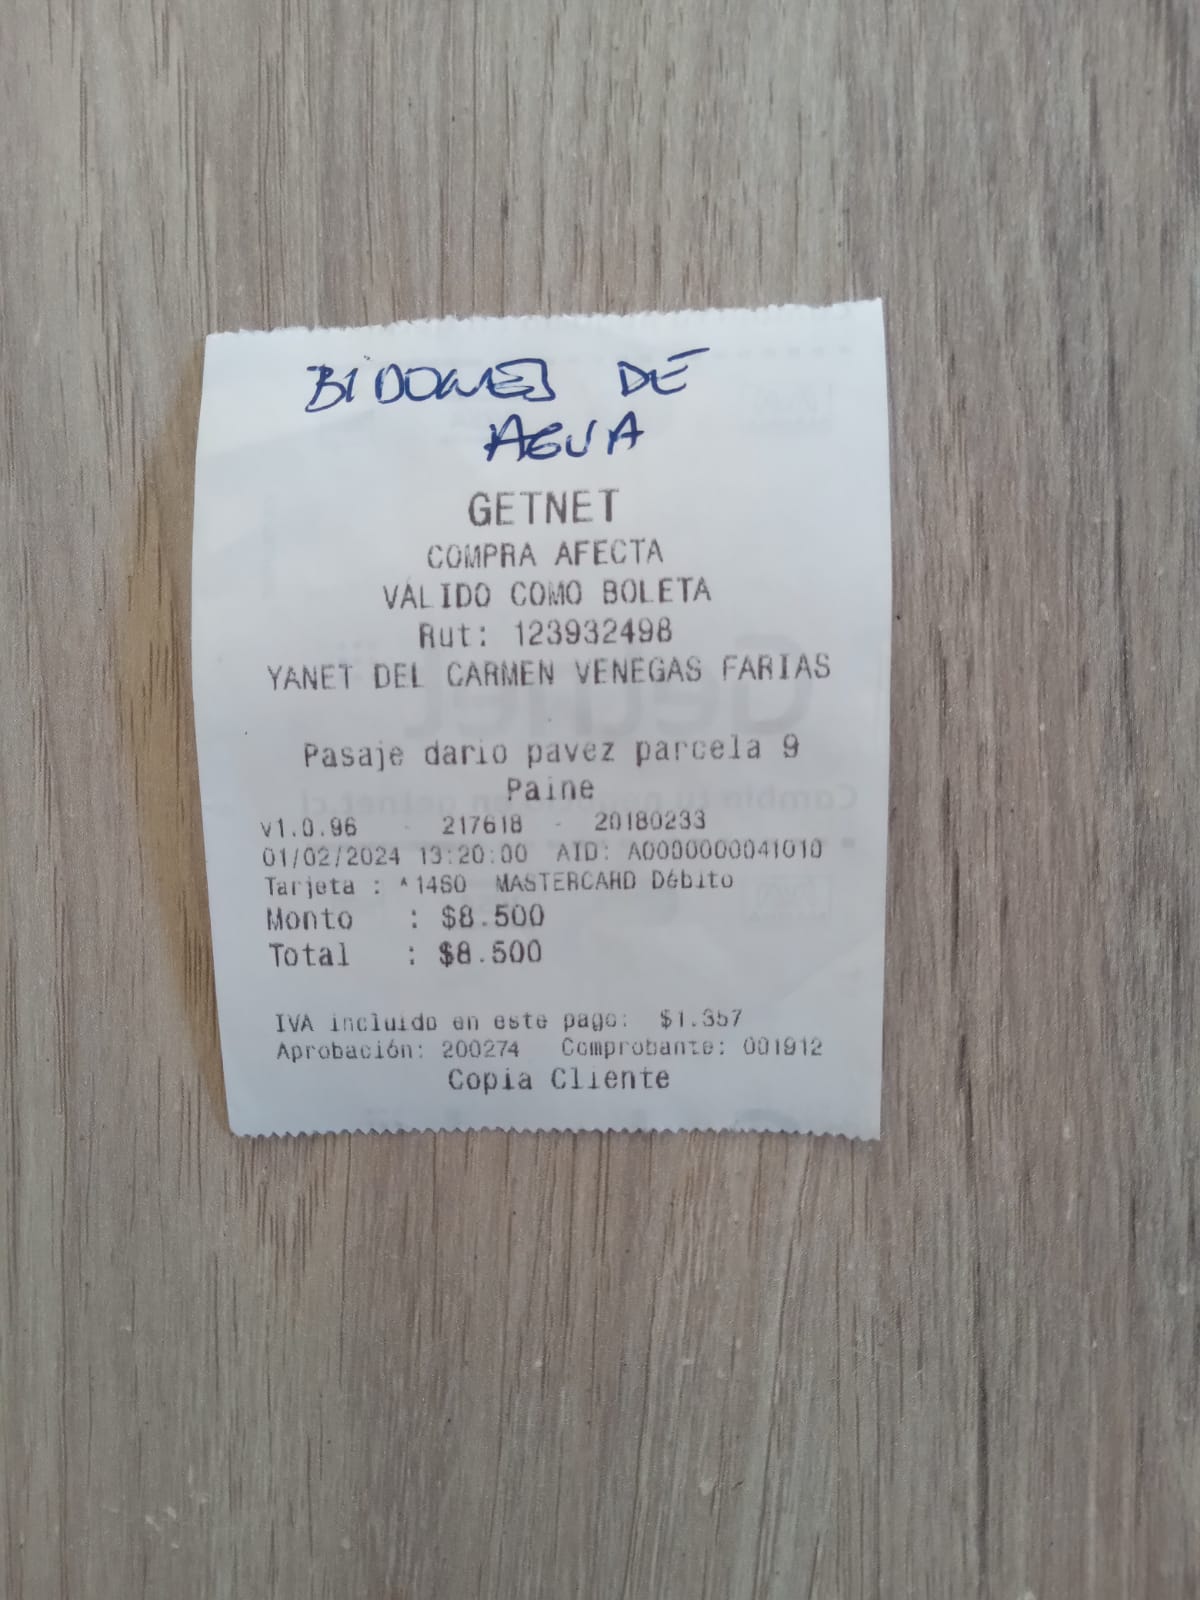 BIDONES DE
AGUA
GETNET
COMPRA AFECTA
VÁLIDO COMO BOLETA
Rut: 123932498
YANET DEL CARMEN VENEGAS FARIAS
Pasaje dario pavez parcela 9
Paine
v1.0.96 - 217618 - 20180233
01/02/2024 13:20:00 AID: A0000000041010
Tarjeta : *1460 MASTERCARD Débito
Monto : $8.500
Total : $8.500
IVA incluido en este pago: $1.357
Aprobación: 200274 Comprobante: 001912
Copia Cliente